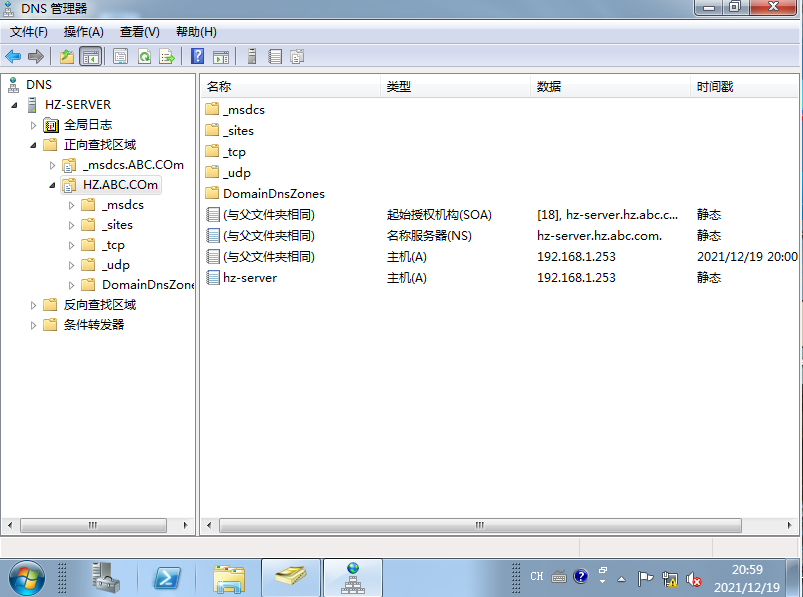 DNS 管理器
文件(F) 操作(A) 查看(V) 帮助(H)
DNS
HZ-SERVER
全局日志
正向查找区域
_msdcs.ABC.COm
HZ.ABC.COm
_msdcs
_sites
_tcp
_udp
DomainDnsZone
反向查找区域
条件转发器
名称 类型 数据 时间戳
_msdcs
_sites
_tcp
_udp
DomainDnsZones
(与父文件夹相同) 起始授权机构(SOA) [18], hz-server.hz.abc.c... 静态
(与父文件夹相同) 名称服务器(NS) hz-server.hz.abc.com. 静态
(与父文件夹相同) 主机(A) 192.168.1.253 2021/12/19 20:00
hz-server 主机(A) 192.168.1.253 静态
CH
20:59
2021/12/19